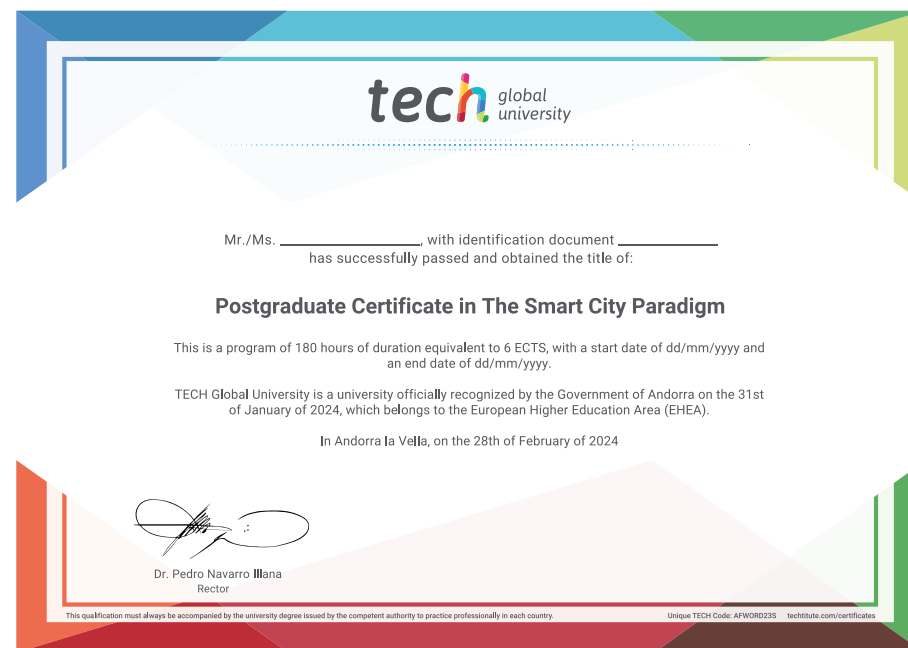 tech global university
Mr./Ms. ____________, with identification document ____________
has successfully passed and obtained the title of:
Postgraduate Certificate in The Smart City Paradigm
This is a program of 180 hours of duration equivalent to 6 ECTS, with a start date of dd/mm/yyyy and
an end date of dd/mm/yyyy.
TECH Global University is a university officially recognized by the Government of Andorra on the 31st
of January of 2024, which belongs to the European Higher Education Area (EHEA).
In Andorra la Vella, on the 28th of February of 2024
Dr. Pedro Navarro Illana
Rector
This qualification must always be accompanied by the university degree issued by the competent authority to practice professionally in each country.
Unique TECH Code: AFWORD23S techtitute.com/certificates